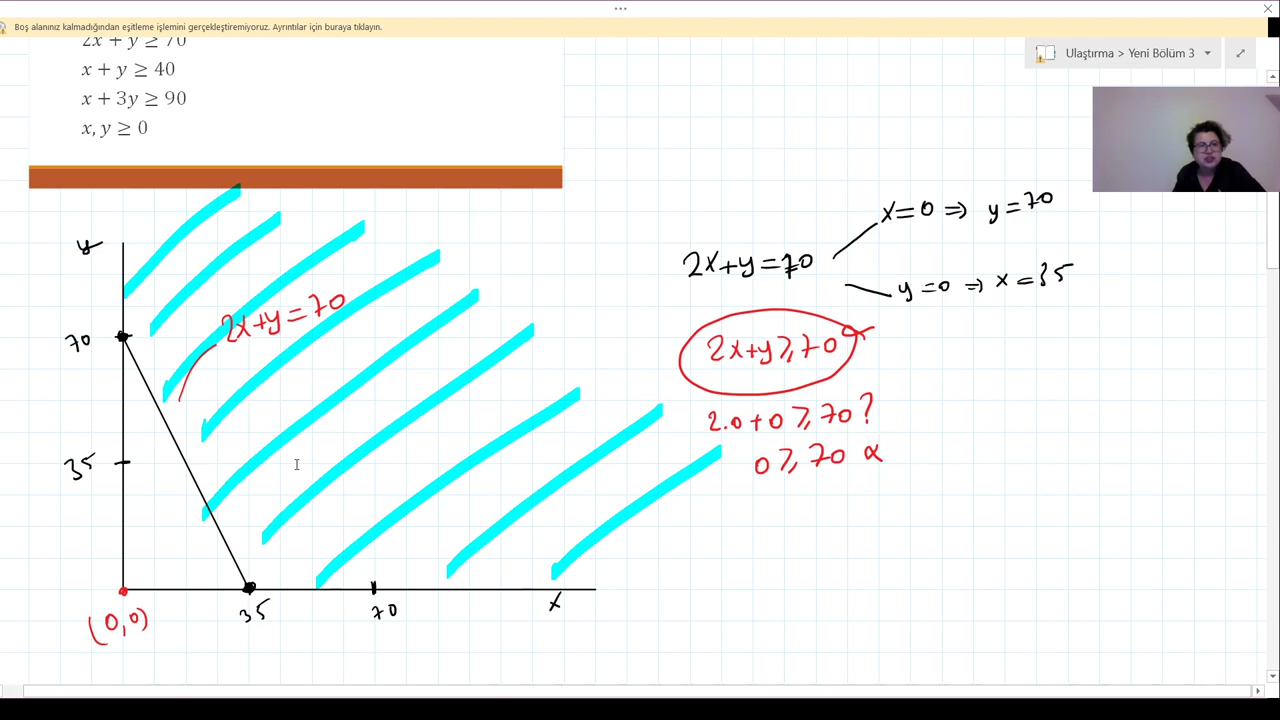 Boş alanınız kalmadığından eşitleme işlemini gerçekleştiremiyoruz. Ayrıntılar için buraya tıklayın.
2x + y ≥ 70
x + y ≥ 40
x + 3y ≥ 90
x, y ≥ 0
Ulaştırma > Yeni Bölüm 3
x=0 ⇒ y=70
2x+y=70
y=0 ⇒ x=35
y
2x+y=70
70
2x+y≥70
2.0+0≥70?
0≥70 α
35
35
70
x
(0,0)